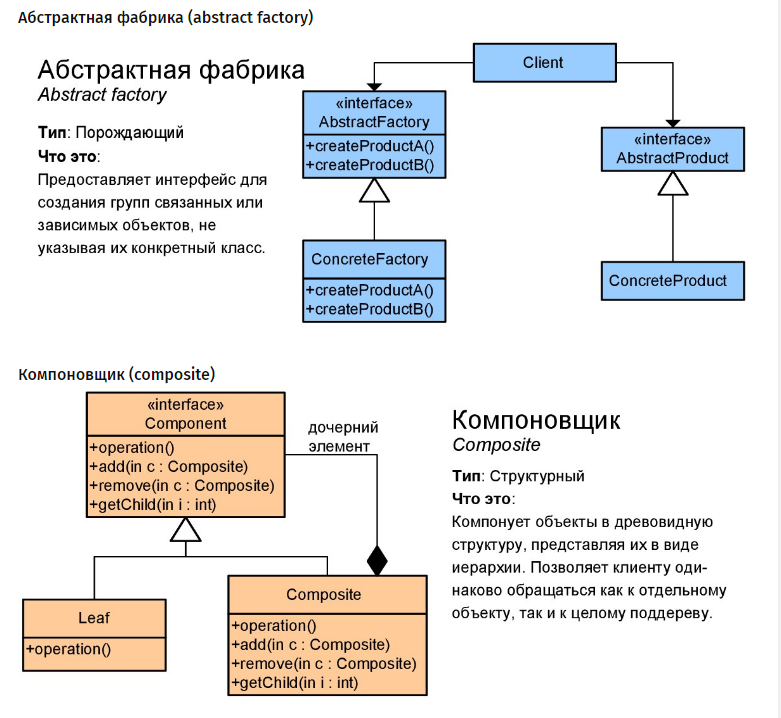 Абстрактная фабрика (abstract factory)
Абстрактная фабрика
Abstract factory
Тип: Порождающий
Что это:
Предоставляет интерфейс для
создания групп связанных или
зависимых объектов, не
указывая их конкретный класс.
Client
«interface»
AbstractFactory
+createProductA()
+createProductB()
«interface»
AbstractProduct
ConcreteFactory
+createProductA()
+createProductB()
ConcreteProduct
Компоновщик (composite)
«interface»
Component
+operation()
+add(in c : Composite)
+remove(in c : Composite)
+getChild(in i : int)
дочерний
элемент
Leaf
+operation()
Composite
+operation()
+add(in c : Composite)
+remove(in c : Composite)
+getChild(in i : int)
Компоновщик
Composite
Тип: Структурный
Что это:
Компонует объекты в древовидную
структуру, представляя их в виде
иерархии. Позволяет клиенту оди-
наково обращаться как к отдельному
объекту, так и к целому поддереву.